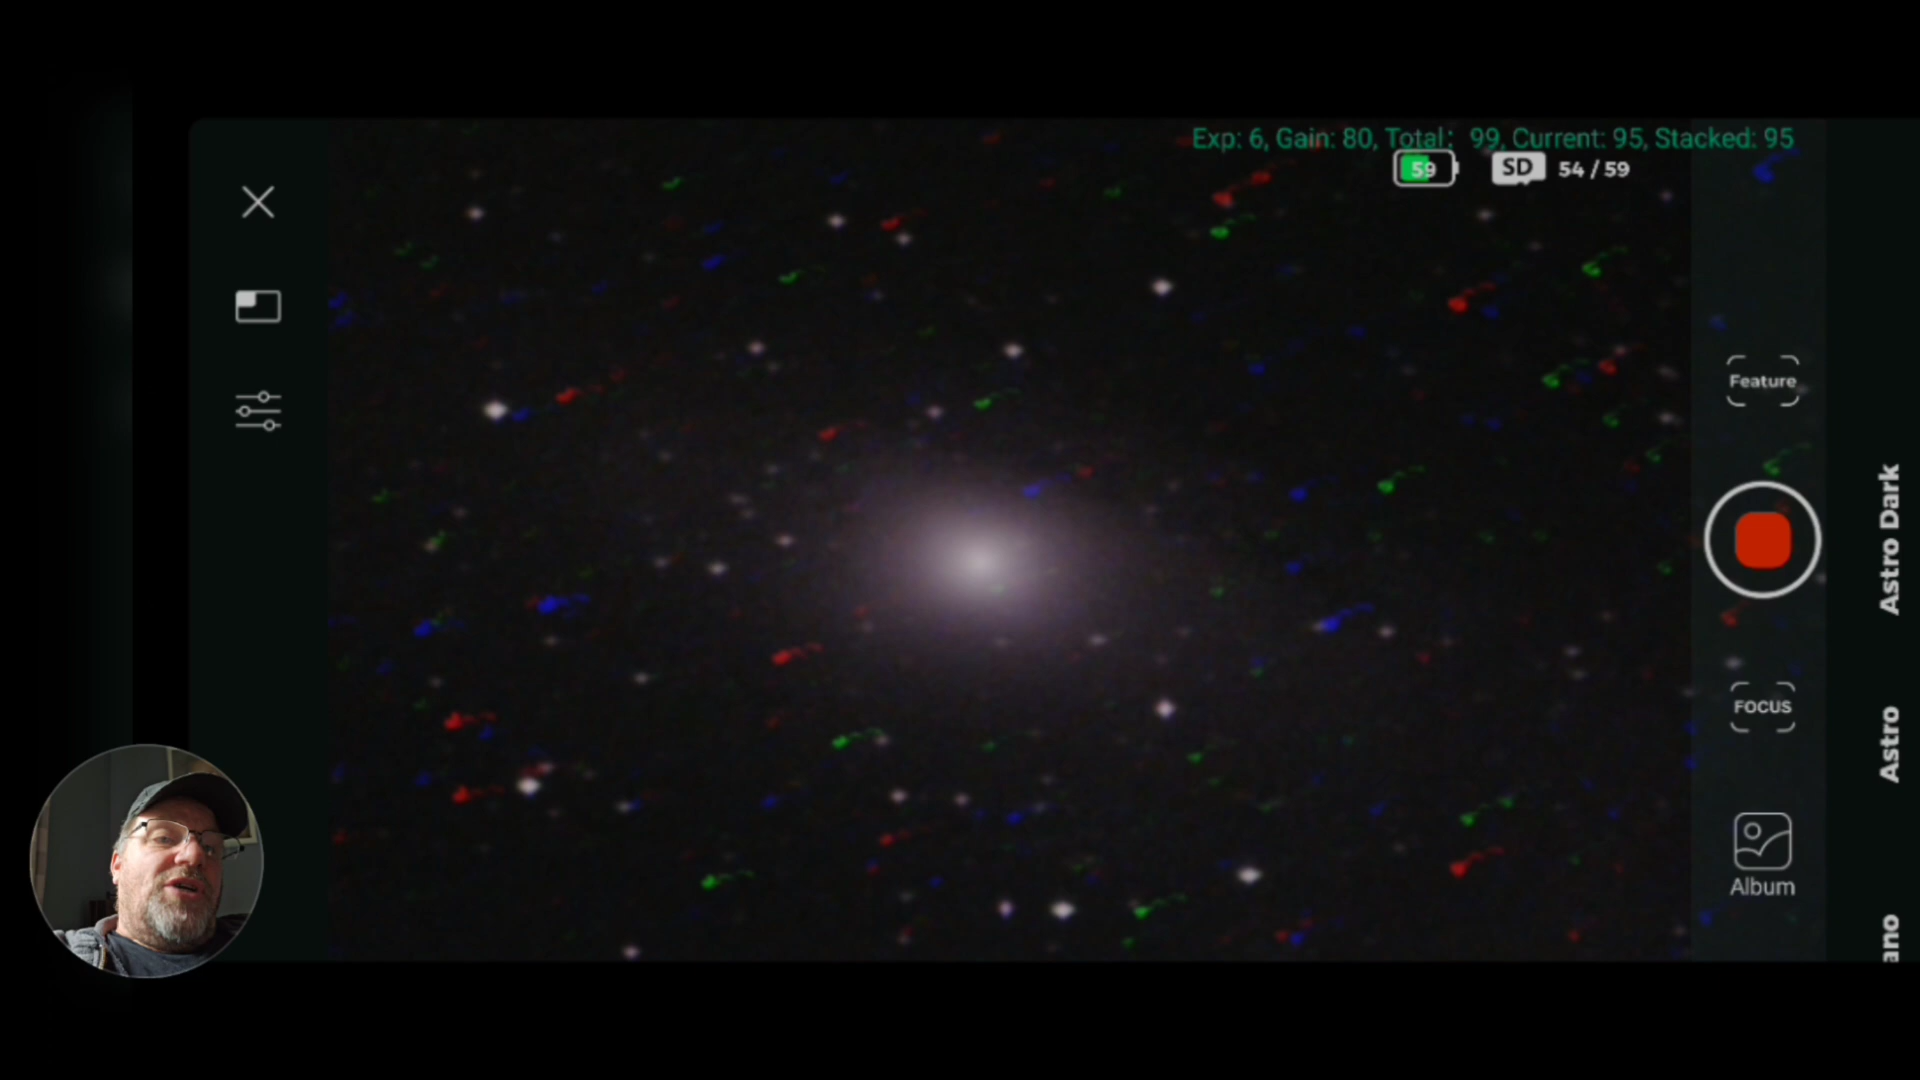 Exp: 6, Gain: 80, Total: 99, Current: 95, Stacked: 95
59
SD
54 / 59
Feature
FOCUS
Album
Astro Dark
Astro
ano